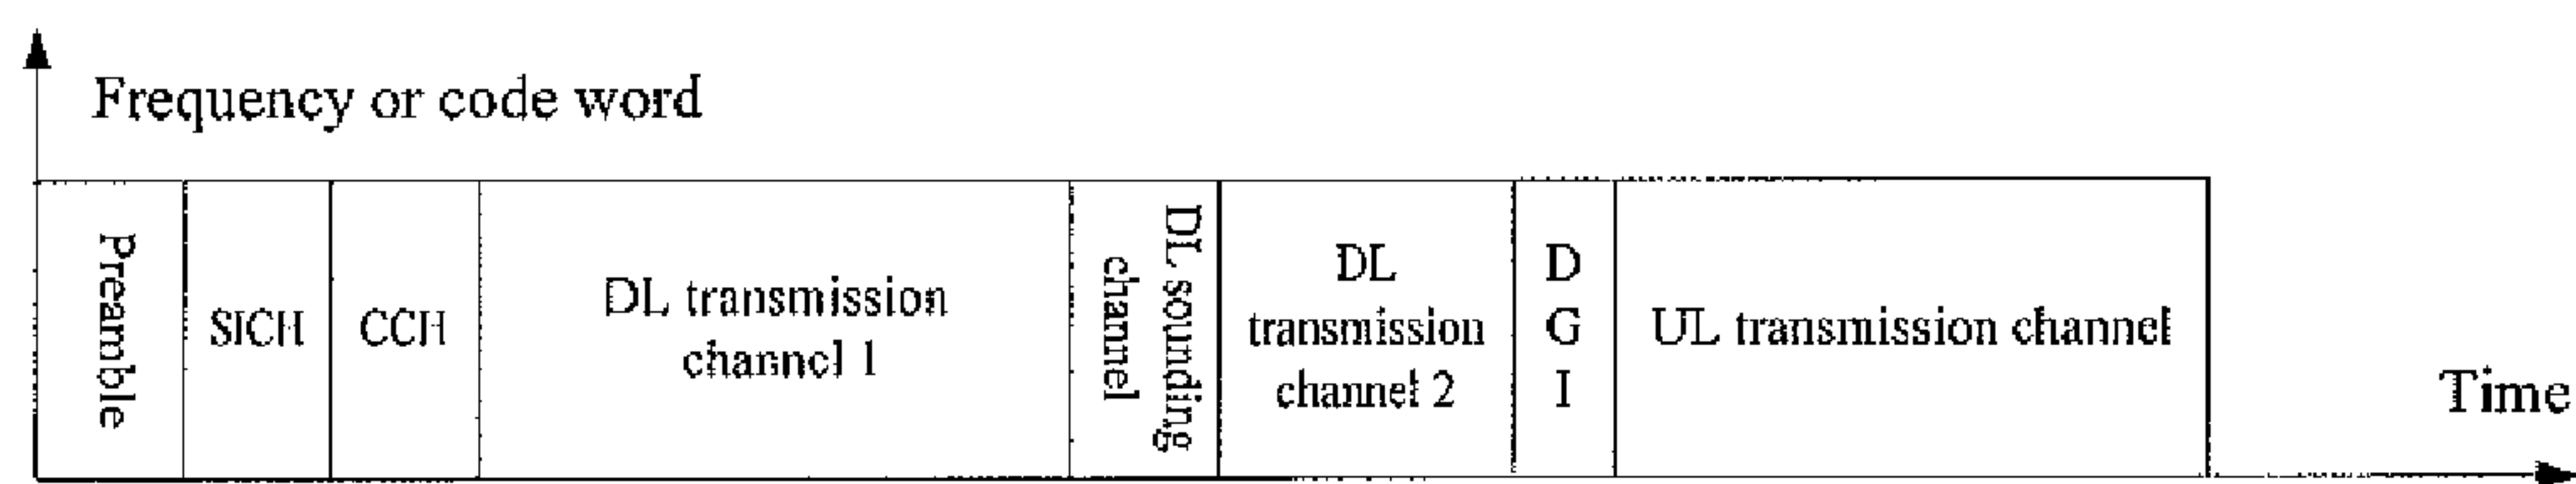 Frequency or code word
Preamble
SICH
CCH
DL transmission
channel 1
DL sounding
channel
DL
transmission
channel 2
D
G
I
UL transmission channel
Time